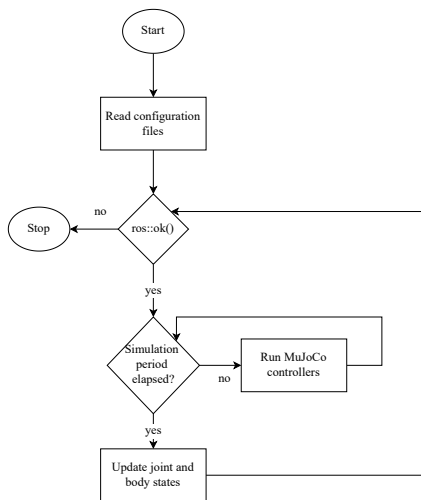 Start
Read configuration
files
no
Stop
ros::ok()
yes
Simulation
period
elapsed?
no
Run MuJoCo
controllers
yes
Update joint and
body states